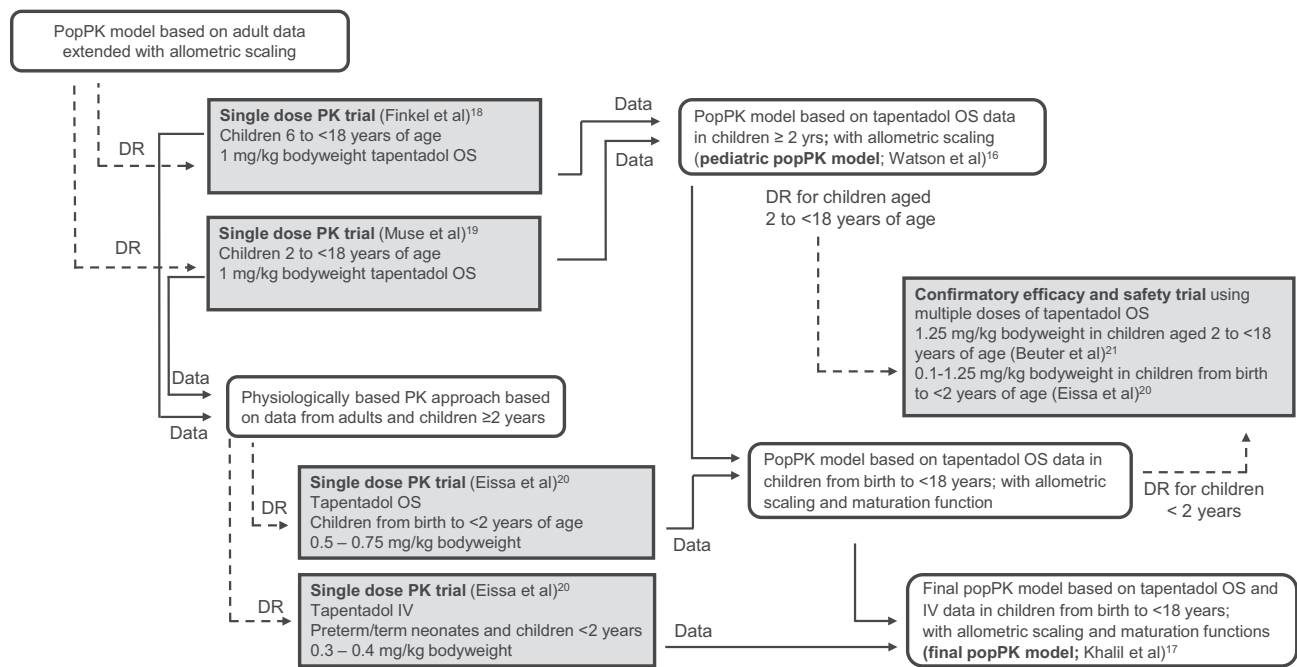 PopPK model based on adult data
extended with allometric scaling
DR
Single dose PK trial (Finkel et al)18
Children 6 to <18 years of age
1 mg/kg bodyweight tapentadol OS
DR
Single dose PK trial (Muse et al)19
Children 2 to <18 years of age
1 mg/kg bodyweight tapentadol OS
Data
Data
PopPK model based on tapentadol OS data
in children ≥ 2 yrs; with allometric scaling
(pediatric popPK model; Watson et al)16
DR for children aged
2 to <18 years of age
Confirmatory efficacy and safety trial using
multiple doses of tapentadol OS
1.25 mg/kg bodyweight in children aged 2 to <18
years of age (Beuter et al)21
0.1-1.25 mg/kg bodyweight in children from birth
to <2 years of age (Eissa et al)20
Data
Data
Physiologically based PK approach based
on data from adults and children ≥2 years
DR
Single dose PK trial (Eissa et al)20
Tapentadol OS
Children from birth to <2 years of age
0.5 – 0.75 mg/kg bodyweight
Data
PopPK model based on tapentadol OS data in
children from birth to <18 years; with allometric
scaling and maturation function
DR for children
< 2 years
DR
Single dose PK trial (Eissa et al)20
Tapentadol IV
Preterm/term neonates and children <2 years
0.3 – 0.4 mg/kg bodyweight
Data
Final popPK model based on tapentadol OS and
IV data in children from birth to <18 years;
with allometric scaling and maturation functions
(final popPK model; Khalil et al)17